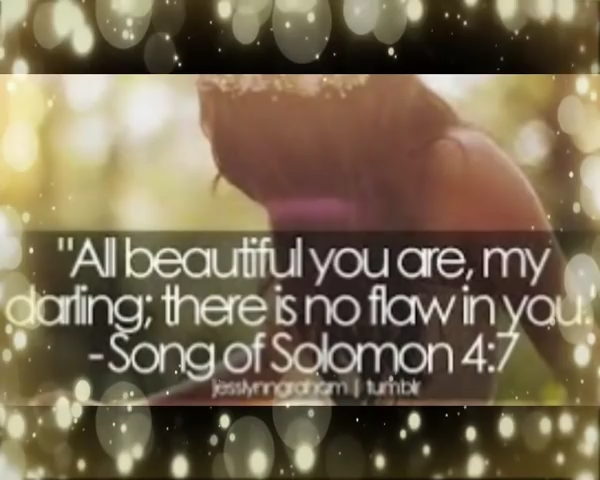 "All beautiful you are, my
darling; there is no flaw in you."
-Song of Solomon 4:7
jesslynngraham | tumblr